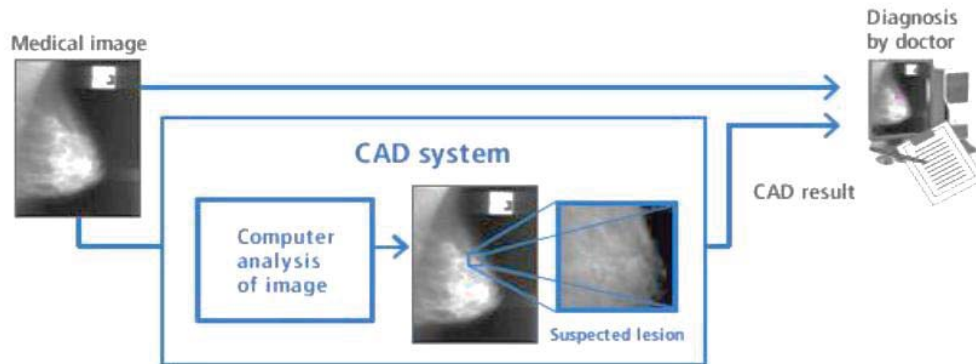 Medical image
Diagnosis
by doctor
CAD system
Computer
analysis
of image
Suspected lesion
CAD result